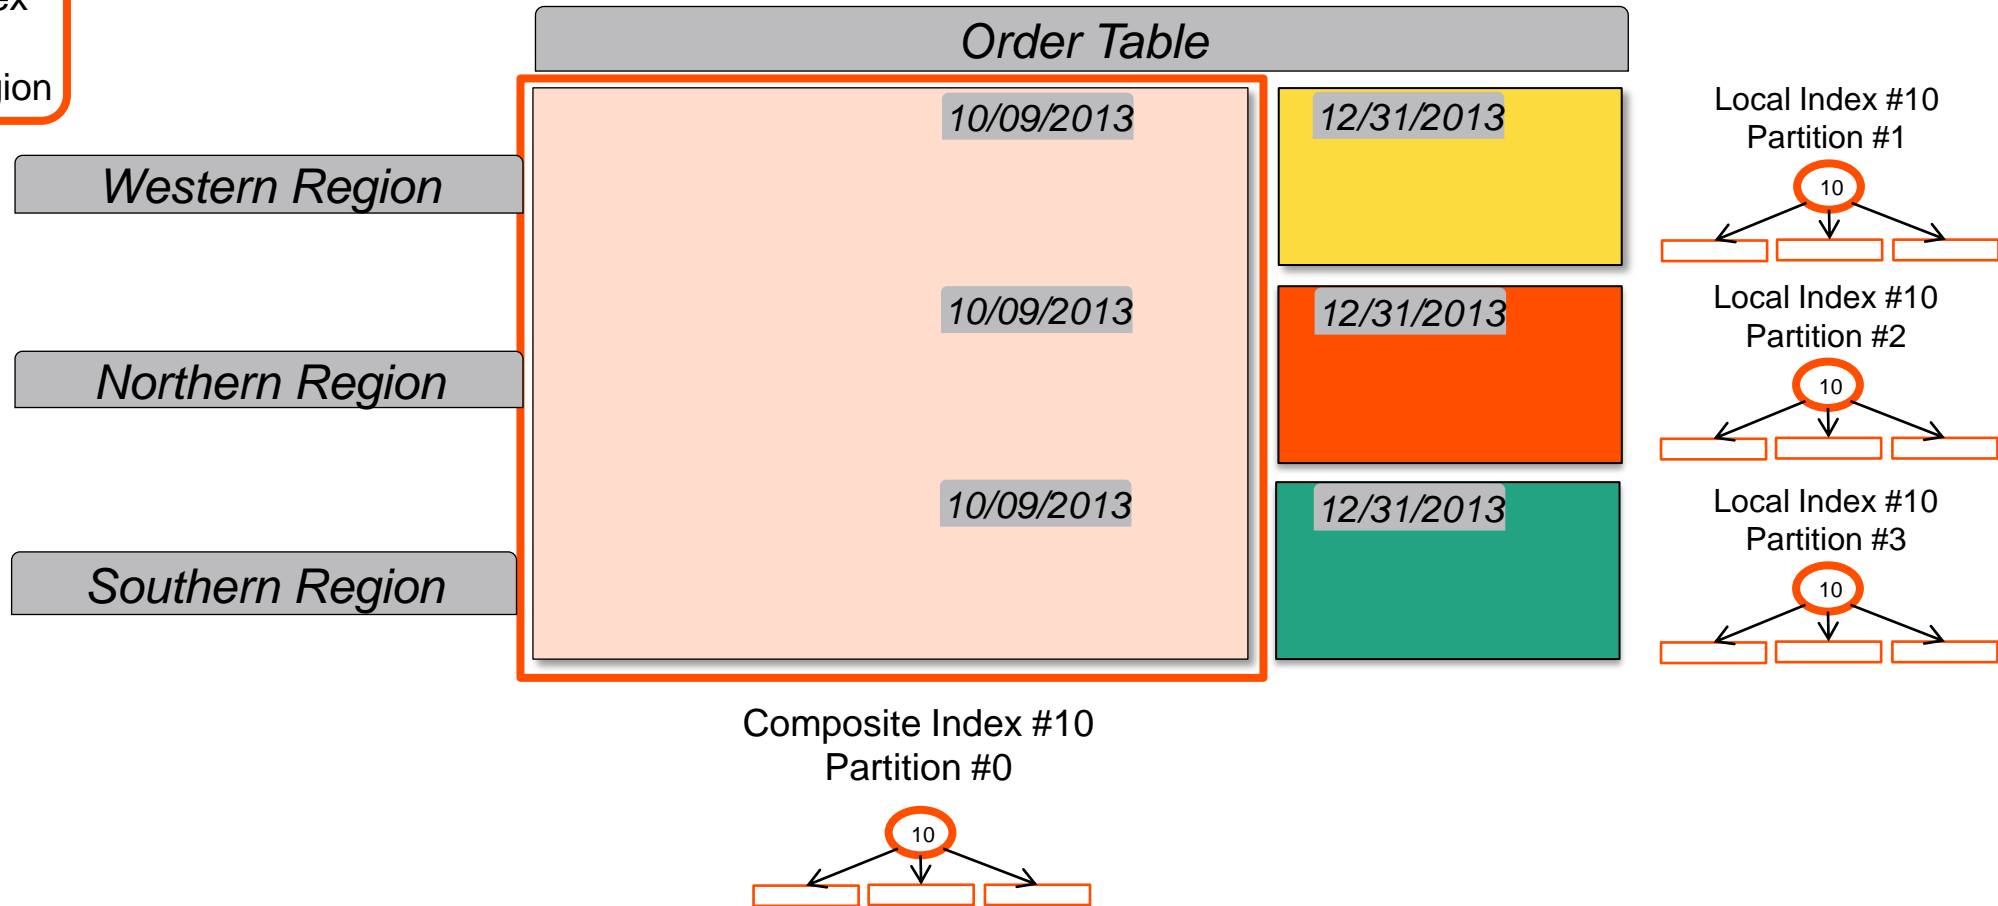 Order Table
10/09/2013
12/31/2013
Local Index #10
Partition #1
10
Western Region
10/09/2013
12/31/2013
Local Index #10
Partition #2
10
Northern Region
10/09/2013
12/31/2013
Local Index #10
Partition #3
10
Southern Region
Composite Index #10
Partition #0
10